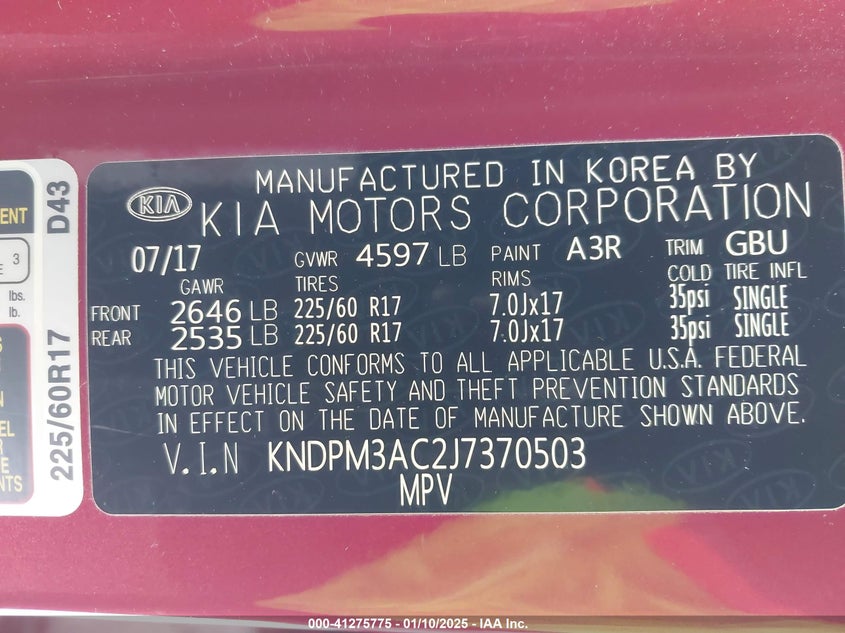 MANUFACTURED IN KOREA BY
KIA KIA MOTORS CORPORATION
07/17 GVWR 4597 LB PAINT A3R TRIM GBU
GAWR TIRES RIMS COLD TIRE INFL
FRONT 2646 LB 225/60 R17 7.0Jx17 35psi SINGLE
REAR 2535 LB 225/60 R17 7.0Jx17 35psi SINGLE
THIS VEHICLE CONFORMS TO ALL APPLICABLE U.S.A. FEDERAL
MOTOR VEHICLE SAFETY AND THEFT PREVENTION STANDARDS
IN EFFECT ON THE DATE OF MANUFACTURE SHOWN ABOVE.
V.I.N KNDPM3AC2J7370503
MPV
225/60R17 D43
3
lbs.
lb.
000-41275775 - 01/10/2025 - IAA Inc.